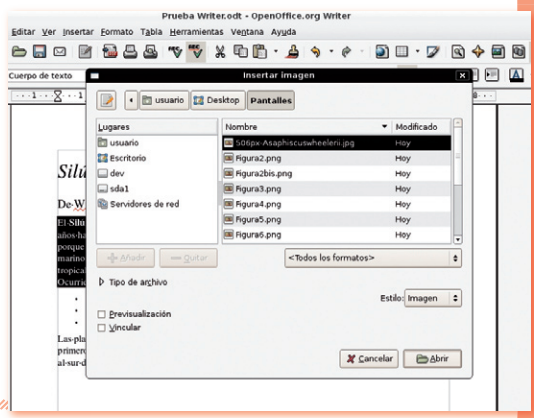 Prueba Writer.odt - OpenOffice.org Writer
Editar Ver Insertar Formato Tabla Herramientas Ventana Ayuda
Cuerpo de texto
Insertar imagen
usuario Desktop Pantalles
Lugares
usuario
Escritorio
dev
sda1
Servidores de red
Nombre Modificado
506px-Asaphiscuswheelerii.jpg Hoy
Figura2.png Hoy
Figura2bis.png Hoy
Figura3.png Hoy
Figura4.png Hoy
Figura5.png Hoy
Figura6.png Hoy
Añadir Quitar
<Todos los formatos>
Tipo de archivo
Estilo: Imagen
Previsualización
Vincular
Cancelar Abrir
Silú
De W
El Silú
años ha
porque
marino
tropical
Ocurrie
Las pla
primero
al sur d